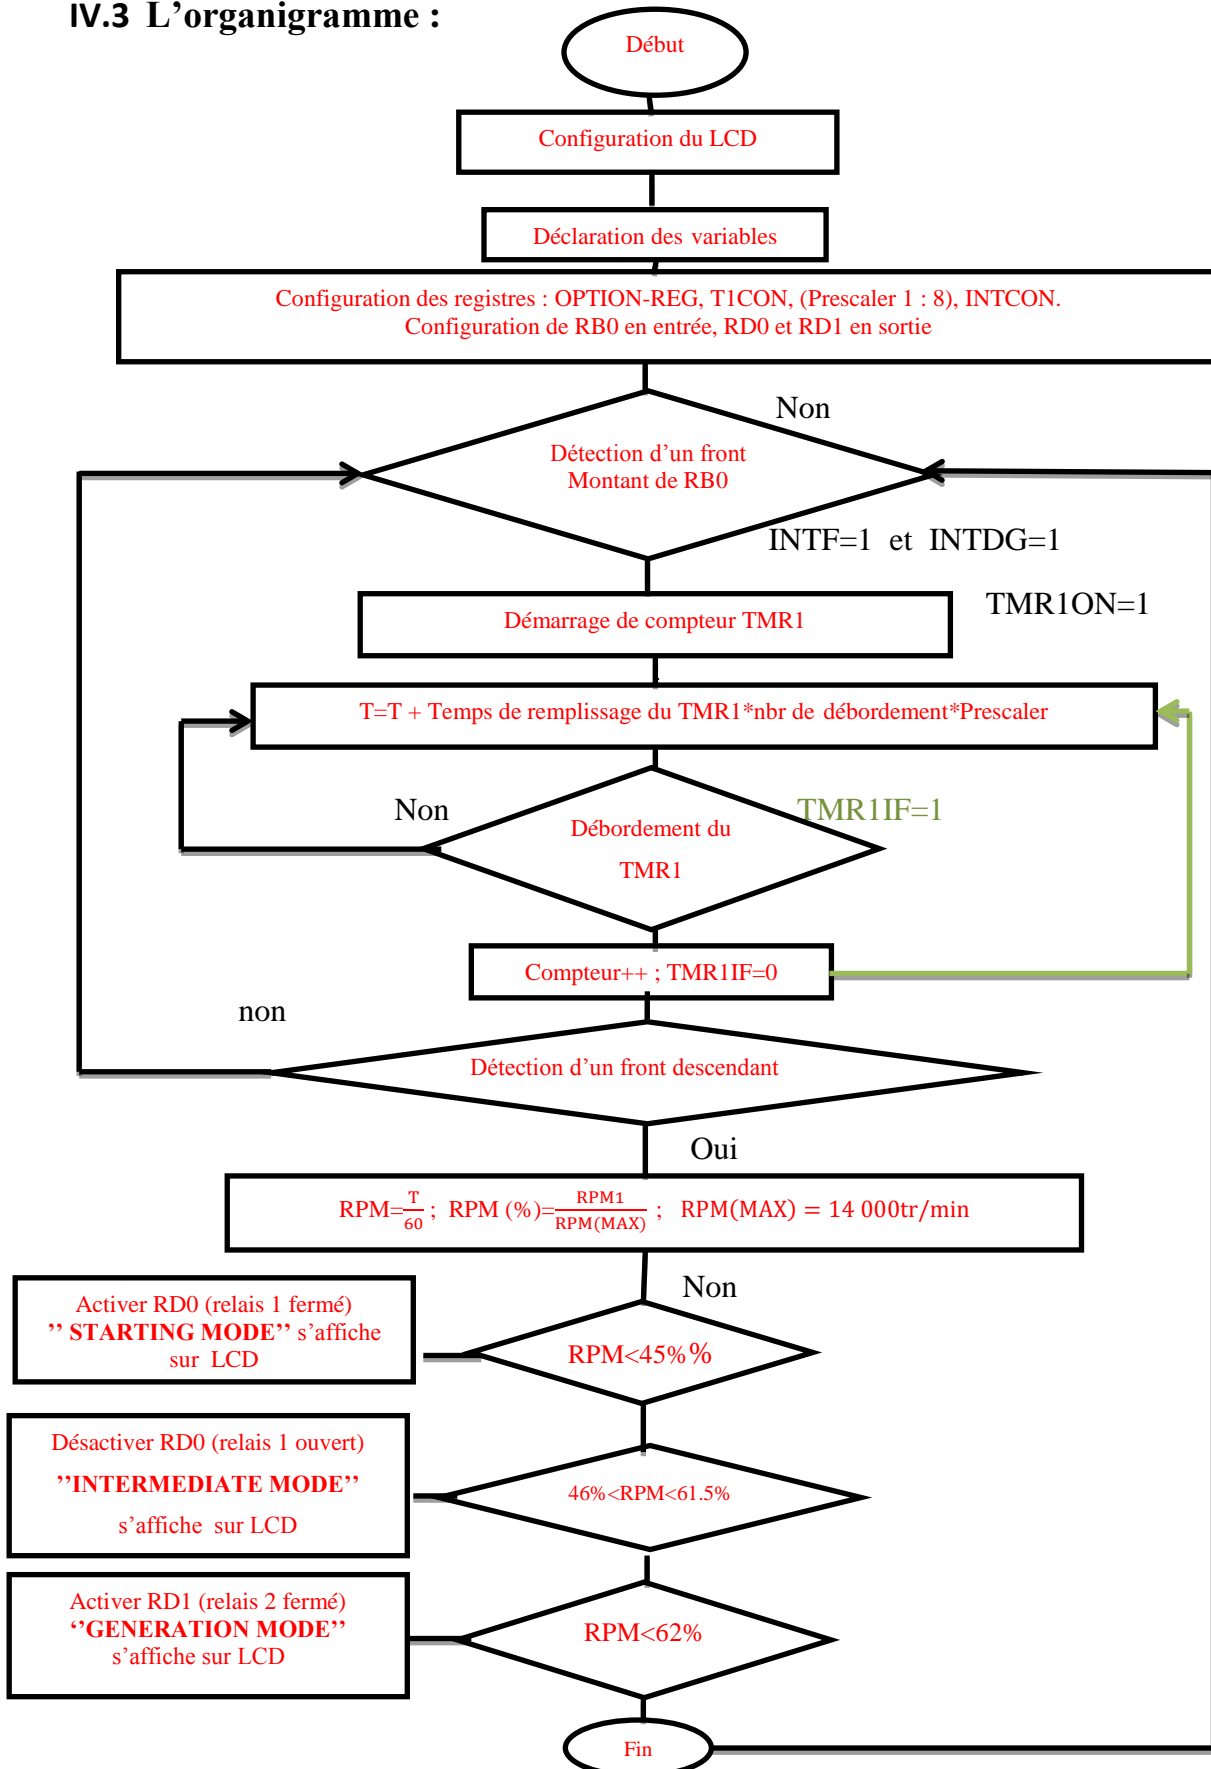 IV.3 L'organigramme :
Début
Configuration du LCD
Déclaration des variables
Configuration des registres : OPTION-REG, T1CON, (Prescaler 1 : 8), INTCON.
Configuration de RB0 en entrée, RD0 et RD1 en sortie
Non
Détection d'un front
Montant de RB0
INTF=1 et INTDG=1
TMR1ON=1
Démarrage de compteur TMR1
T=T + Temps de remplissage du TMR1*nbr de débordement*Prescaler
Non
TMR1IF=1
Débordement du
TMR1
Compteur++ ; TMR1IF=0
non
Détection d'un front descendant
Oui
RPM=T/60 ; RPM (%)=RPM1/RPM(MAX) ; RPM(MAX) = 14 000tr/min
Non
Activer RD0 (relais 1 fermé)
’’ STARTING MODE’’ s’affiche
sur LCD
RPM<45%%
Désactiver RD0 (relais 1 ouvert)
’’INTERMEDIATE MODE’’
s’affiche sur LCD
46%<RPM<61.5%
Activer RD1 (relais 2 fermé)
‘’GENERATION MODE’’
s’affiche sur LCD
RPM<62%
Fin